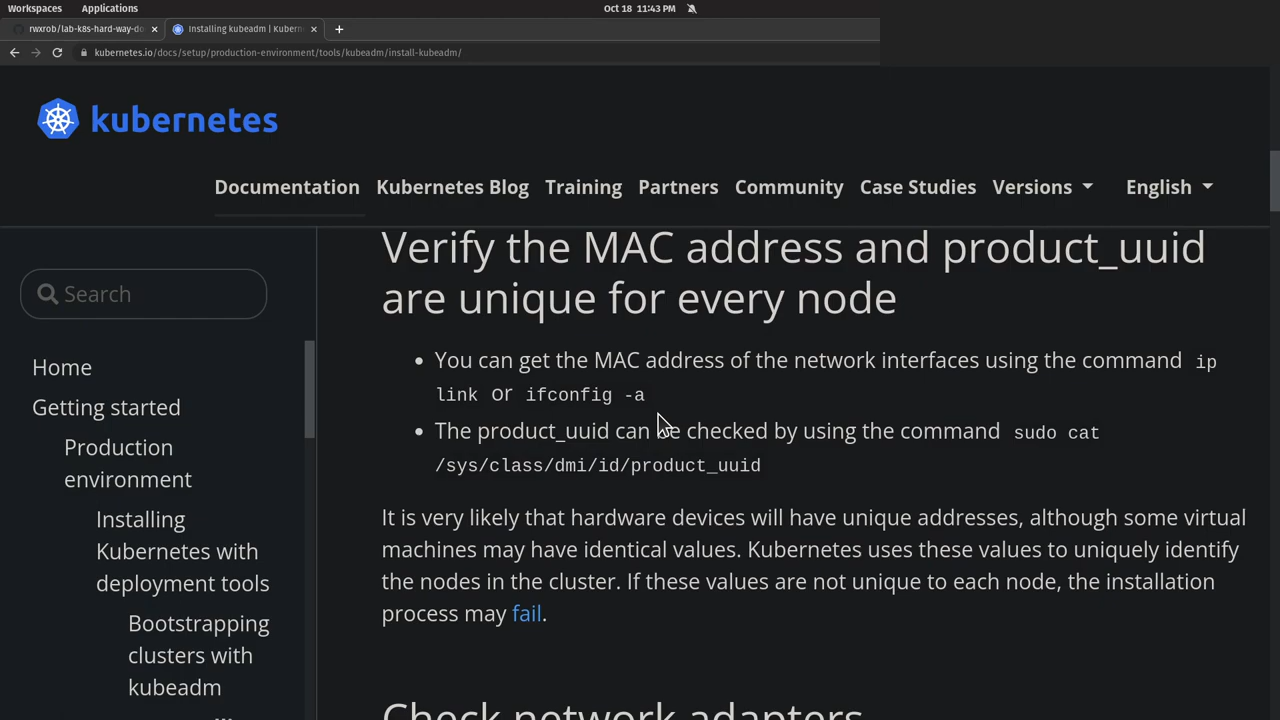 Workspaces Applications Oct 18 11:43 PM
rwxrob/lab-k8s-hard-way-do × Installing kubeadm | Kubern × +
kubernetes.io/docs/setup/production-environment/tools/kubeadm/install-kubeadm/
kubernetes
Documentation Kubernetes Blog Training Partners Community Case Studies Versions English
Search
Home
Getting started
Production
environment
Installing
Kubernetes with
deployment tools
Bootstrapping
clusters with
kubeadm
Verify the MAC address and product_uuid
are unique for every node
• You can get the MAC address of the network interfaces using the command ip
link or ifconfig -a
• The product_uuid can be checked by using the command sudo cat
/sys/class/dmi/id/product_uuid
It is very likely that hardware devices will have unique addresses, although some virtual
machines may have identical values. Kubernetes uses these values to uniquely identify
the nodes in the cluster. If these values are not unique to each node, the installation
process may fail.
Check network adapters